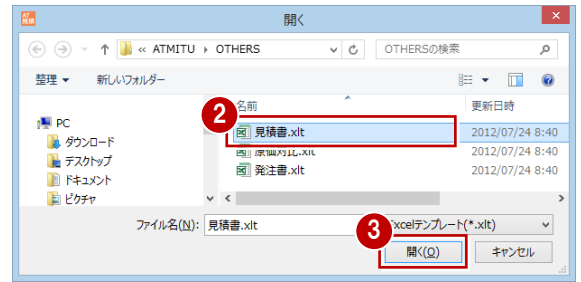 AT 見積
開く
×
« ATMITU › OTHERS
OTHERSの検索
整理 ▼ 新しいフォルダー
2
名前 更新日時
PC
見積書.xlt 2012/07/24 8:40
ダウンロード
原価対比.xlt 2012/07/24 8:40
デスクトップ
発注書.xlt 2012/07/24 8:40
ドキュメント
ピクチャ
3
ファイル名(N): 見積書.xlt Excelテンプレート(*.xlt)
開く(O) キャンセル